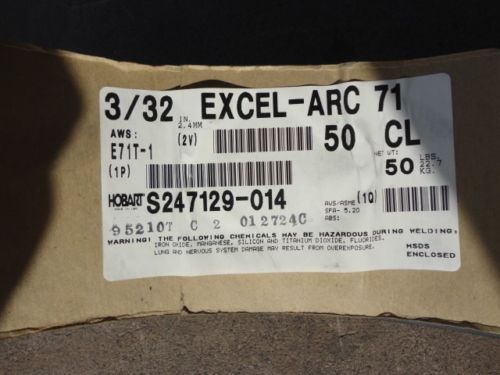 3/32 IN. EXCEL-ARC 71
2.4MM
AWS: (2V) 50 CL
E71T-1 NET WT. 50 LBS.
22.7 KG.
(1P)
HOBART S247129-014 AWS/ASME (1Q)
SFA- 5.20
952107 C 2 012724C ABS:
WARNING! THE FOLLOWING CHEMICALS MAY BE HAZARDOUS DURING WELDING:
IRON OXIDE, MANGANESE, SILICON AND TITANIUM DIOXIDE, FLUORIDES.
LUNG AND NERVOUS SYSTEM DAMAGE MAY RESULT FROM OVEREXPOSURE.
MSDS
ENCLOSED